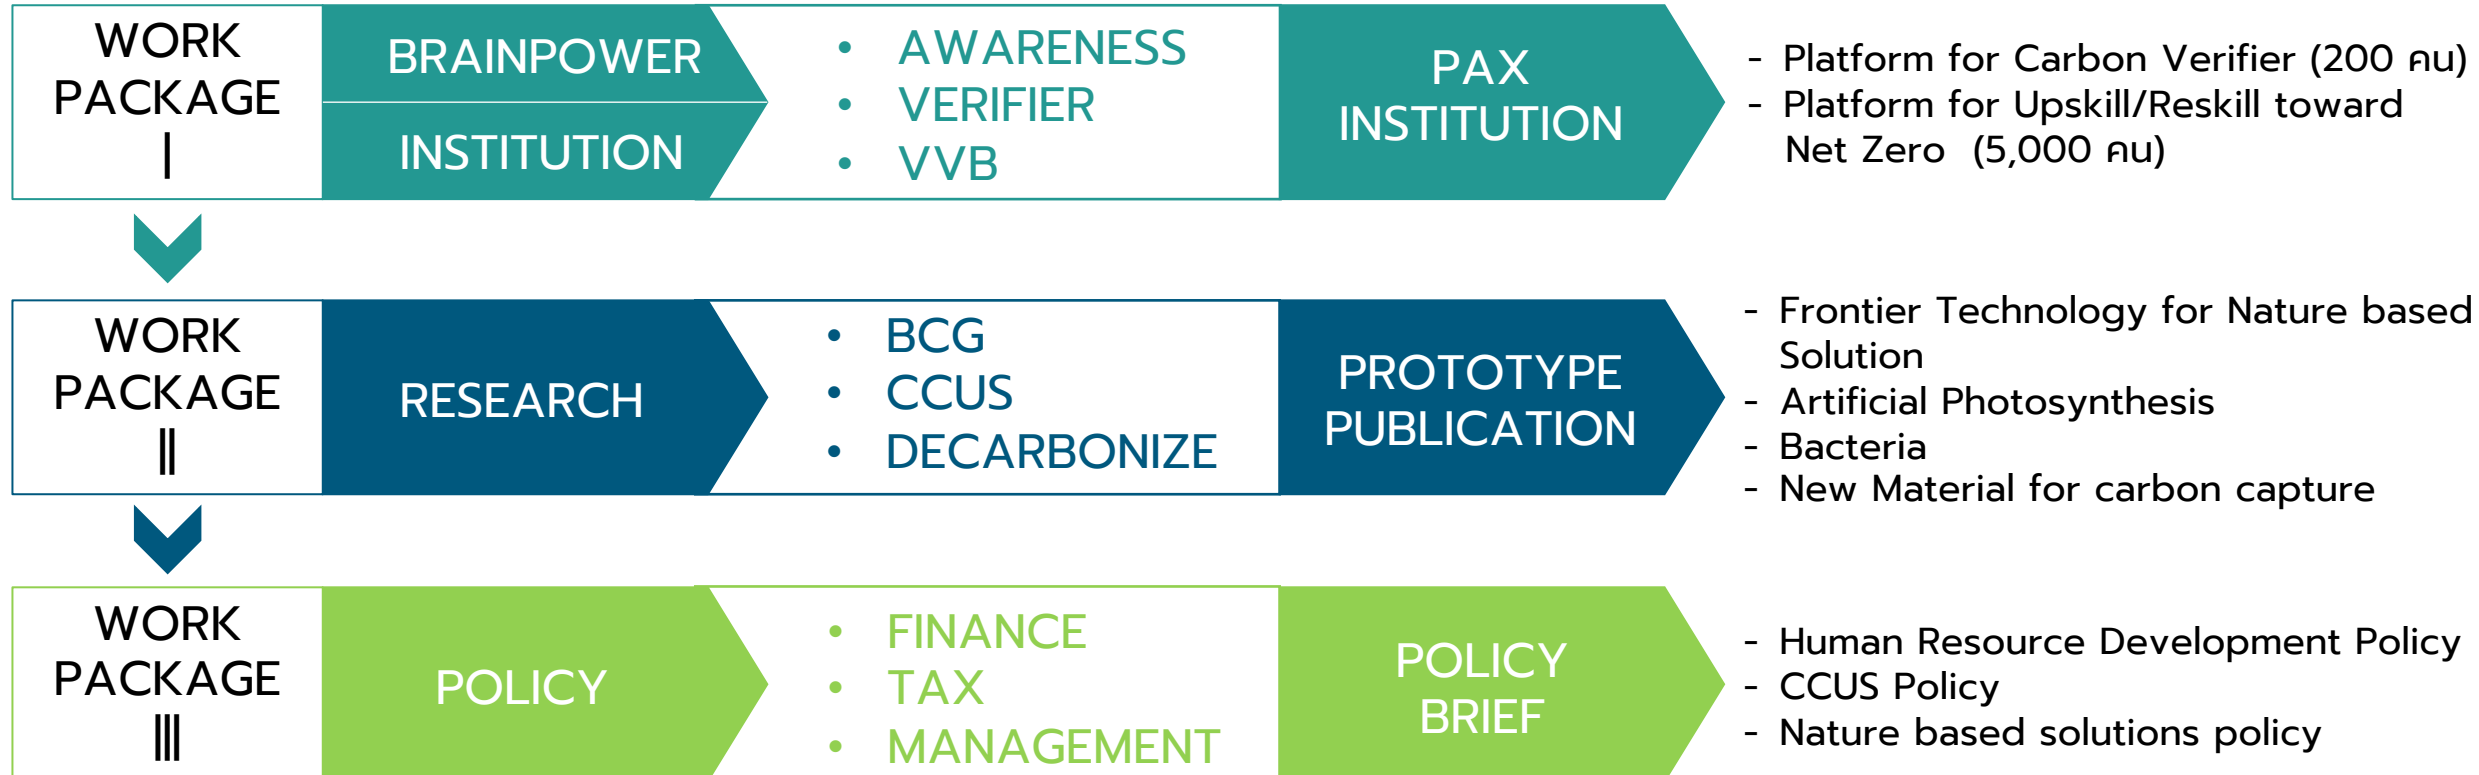 WORK
PACKAGE
I
BRAINPOWER
INSTITUTION
• AWARENESS
• VERIFIER
• VVB
PAX
INSTITUTION
- Platform for Carbon Verifier (200 คน)
- Platform for Upskill/Reskill toward
Net Zero (5,000 คน)
WORK
PACKAGE
II
RESEARCH
• BCG
• CCUS
• DECARBONIZE
PROTOTYPE
PUBLICATION
- Frontier Technology for Nature based
Solution
- Artificial Photosynthesis
- Bacteria
- New Material for carbon capture
WORK
PACKAGE
III
POLICY
• FINANCE
• TAX
• MANAGEMENT
POLICY
BRIEF
- Human Resource Development Policy
- CCUS Policy
- Nature based solutions policy